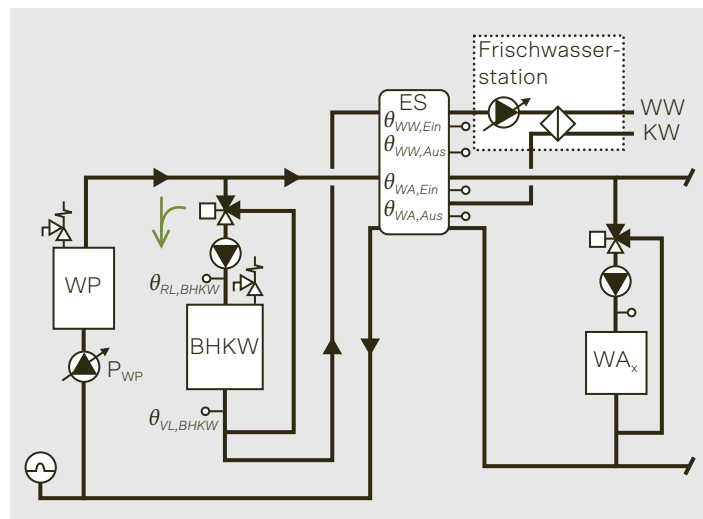 Frischwasser-
station
ES
WW
KW
θWW,Ein
θWW,Aus
θWA,Ein
θWA,Aus
WP
θRL,BHKW
BHKW
WAx
PWP
θVL,BHKW